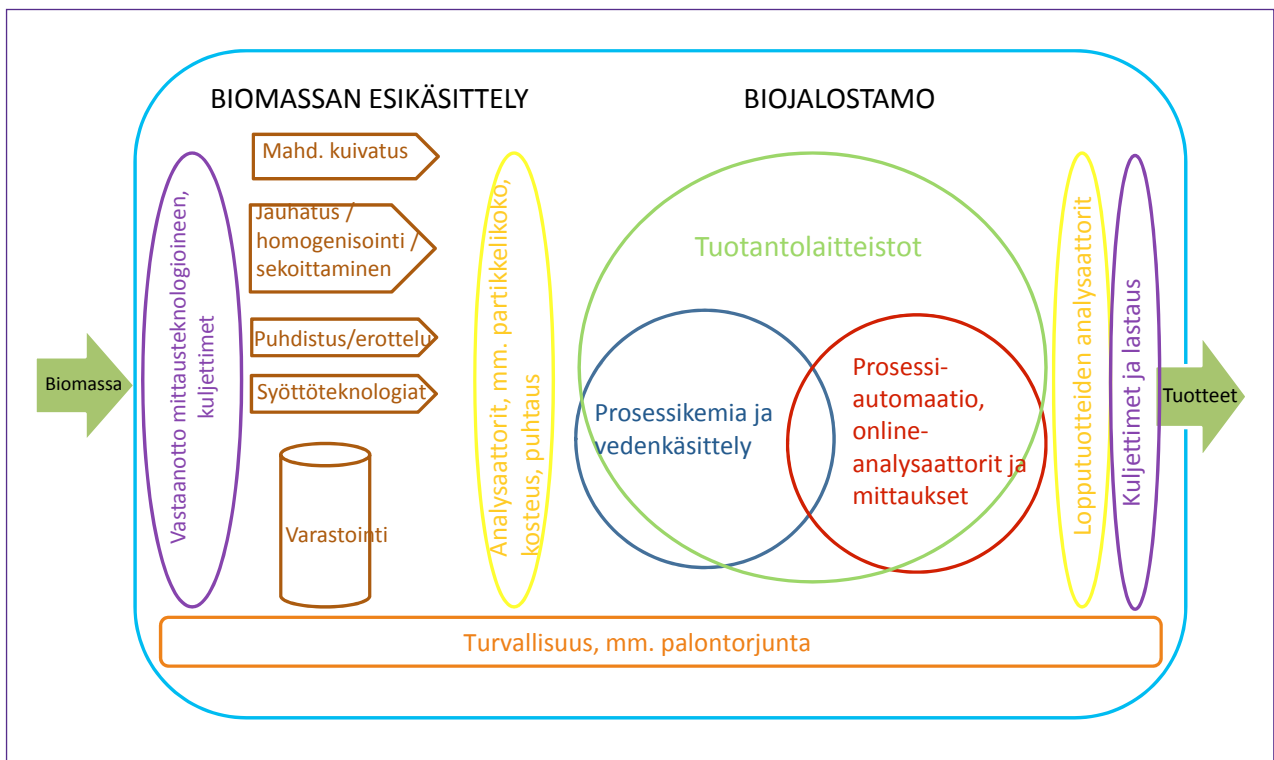 BIOMASSAN ESIKÄSITTELY
BIOJALOSTAMO
Biomassa
Vastaanotto mittausteknologioineen,
kuljettimet
Mahd. kuivatus
Jauhatus /
homogenisointi /
sekoittaminen
Puhdistus/erottelu
Syöttöteknologiat
Varastointi
Analysaattorit, mm. partikkelikoko,
kosteus, puhtaus
Tuotantolaitteistot
Prosessikemia ja
vedenkäsittely
Prosessi-
automaatio,
online-
analysaattorit ja
mittaukset
Lopputuotteiden analysaattorit
Kuljettimet ja lastaus
Tuotteet
Turvallisuus, mm. palontorjunta